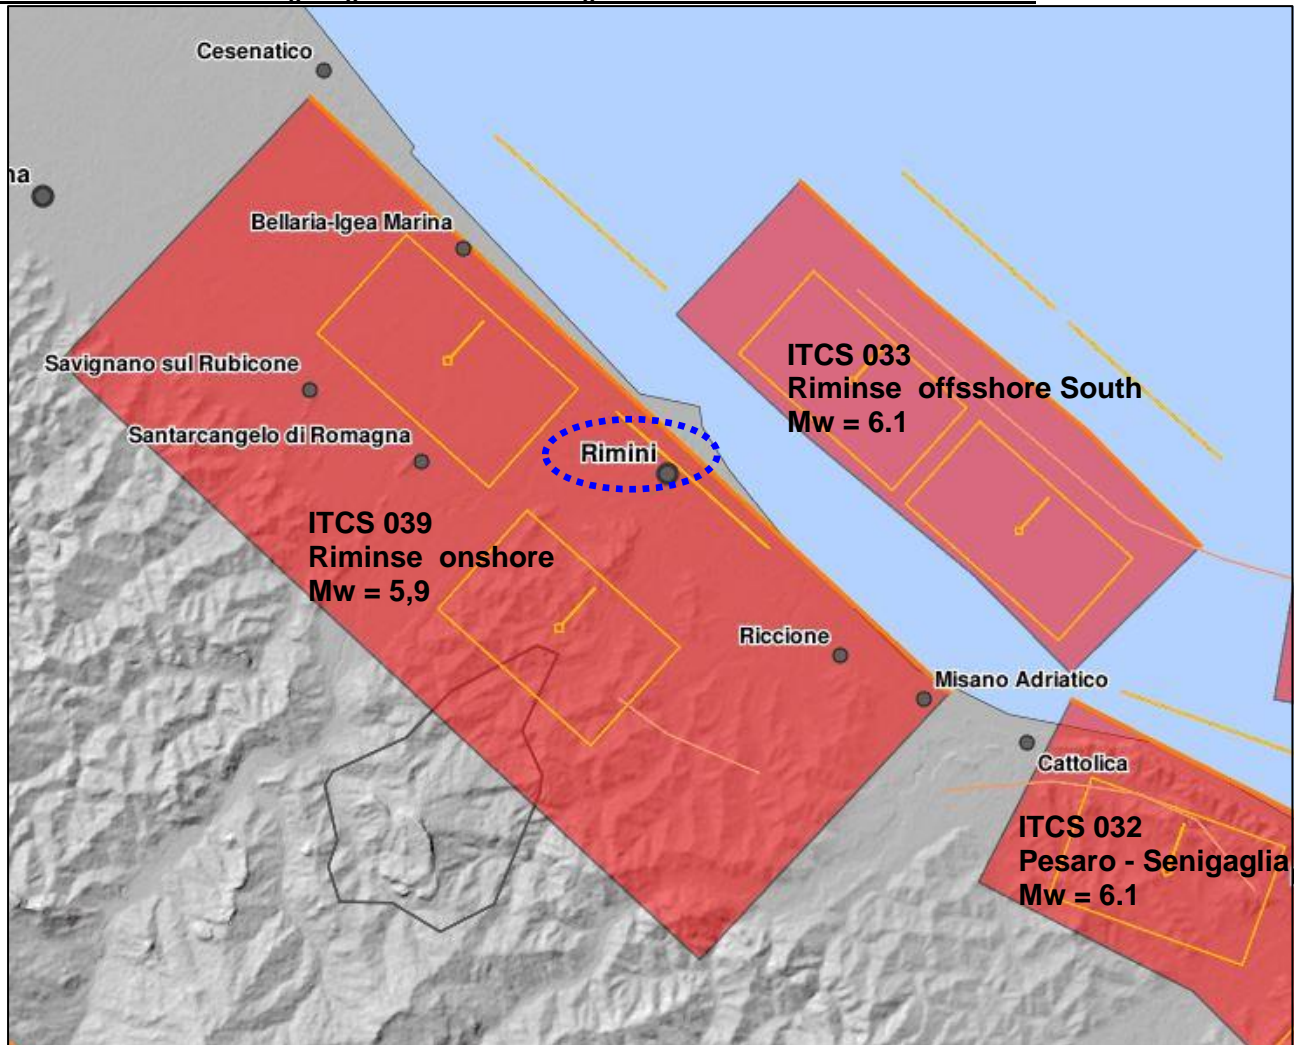 Cesenatico
na
Bellaria-Igea Marina
Savignano sul Rubicone
Santarcangelo di Romagna
Rimini
ITCS 033
Riminse offsshore South
Mw = 6.1
ITCS 039
Riminse onshore
Mw = 5,9
Riccione
Misano Adriatico
Cattolica
ITCS 032
Pesaro - Senigaglia
Mw = 6.1